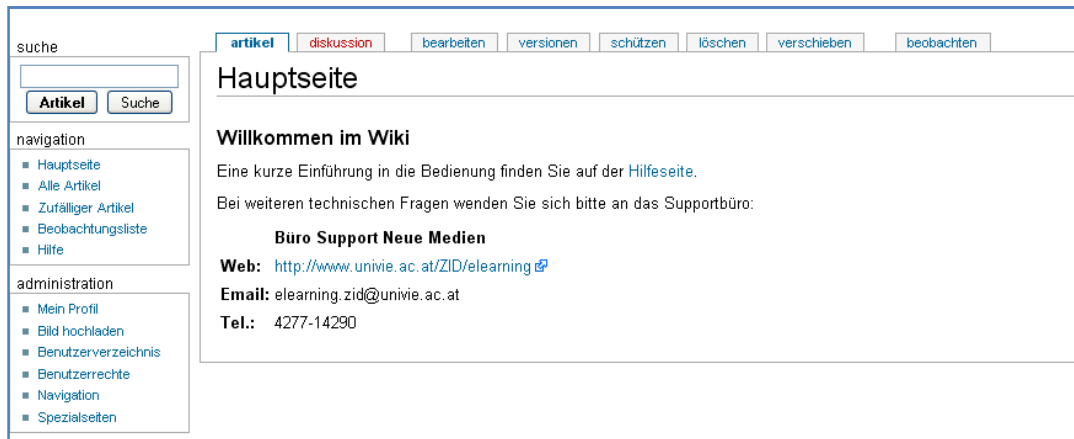 suche
Artikel Suche
navigation
Hauptseite
Alle Artikel
Zufälliger Artikel
Beobachtungsliste
Hilfe
administration
Mein Profil
Bild hochladen
Benutzerverzeichnis
Benutzerrechte
Navigation
Spezialseiten
artikel diskussion bearbeiten versionen schützen löschen verschieben beobachten
Hauptseite
Willkommen im Wiki
Eine kurze Einführung in die Bedienung finden Sie auf der Hilfeseite.
Bei weiteren technischen Fragen wenden Sie sich bitte an das Supportbüro:
Büro Support Neue Medien
Web: http://www.univie.ac.at/ZID/elearning
Email: elearning.zid@univie.ac.at
Tel.: 4277-14290